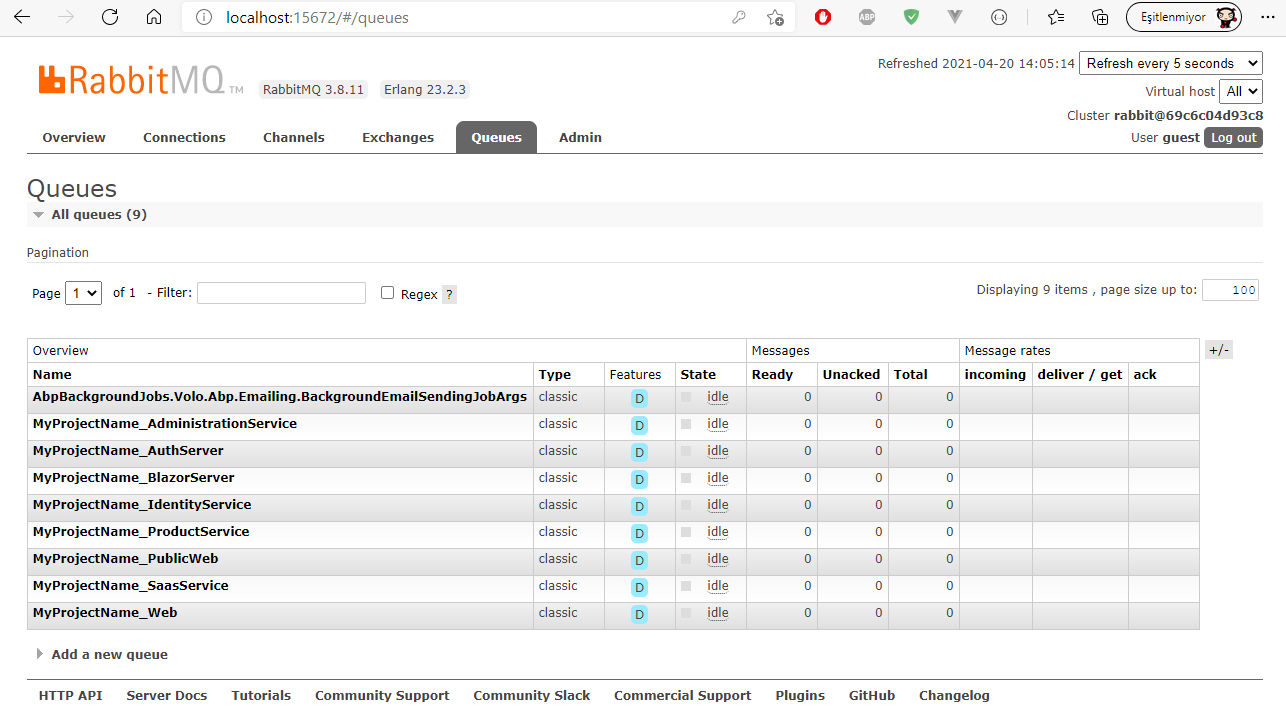 localhost:15672/#/queues
ABP
Eşitlenmiyor
RabbitMQ TM
RabbitMQ 3.8.11 Erlang 23.2.3
Refreshed 2021-04-20 14:05:14 Refresh every 5 seconds
Virtual host All
Cluster rabbit@69c6c04d93c8
User guest Log out
Overview Connections Channels Exchanges Queues Admin
Queues
All queues (9)
Pagination
Page 1 of 1 - Filter: Regex ?
Displaying 9 items , page size up to: 100
Overview Messages Message rates +/-
Name Type Features State Ready Unacked Total incoming deliver / get ack
AbpBackgroundJobs.Volo.Abp.Emailing.BackgroundEmailSendingJobArgs classic D idle 0 0 0
MyProjectName_AdministrationService classic D idle 0 0 0
MyProjectName_AuthServer classic D idle 0 0 0
MyProjectName_BlazorServer classic D idle 0 0 0
MyProjectName_IdentityService classic D idle 0 0 0
MyProjectName_ProductService classic D idle 0 0 0
MyProjectName_PublicWeb classic D idle 0 0 0
MyProjectName_SaasService classic D idle 0 0 0
MyProjectName_Web classic D idle 0 0 0
Add a new queue
HTTP API Server Docs Tutorials Community Support Community Slack Commercial Support Plugins GitHub Changelog